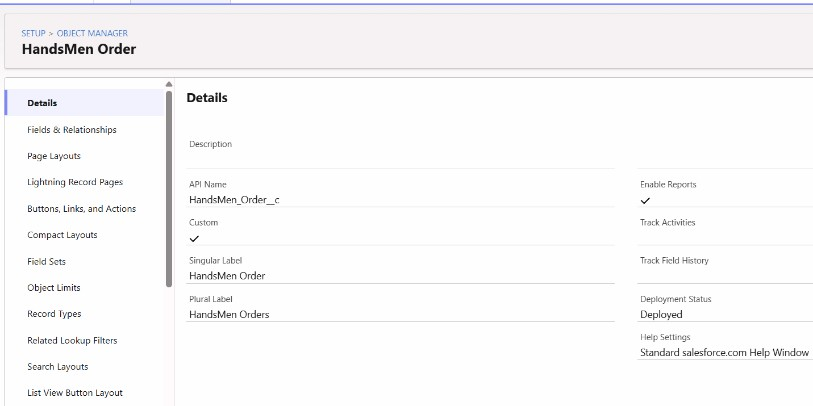 SETUP > OBJECT MANAGER
HandsMen Order
Details
Fields & Relationships
Page Layouts
Lightning Record Pages
Buttons, Links, and Actions
Compact Layouts
Field Sets
Object Limits
Record Types
Related Lookup Filters
Search Layouts
List View Button Layout
Details
Description
API Name
HandsMen_Order__c
Custom
Singular Label
HandsMen Order
Plural Label
HandsMen Orders
Enable Reports
Track Activities
Track Field History
Deployment Status
Deployed
Help Settings
Standard salesforce.com Help Window